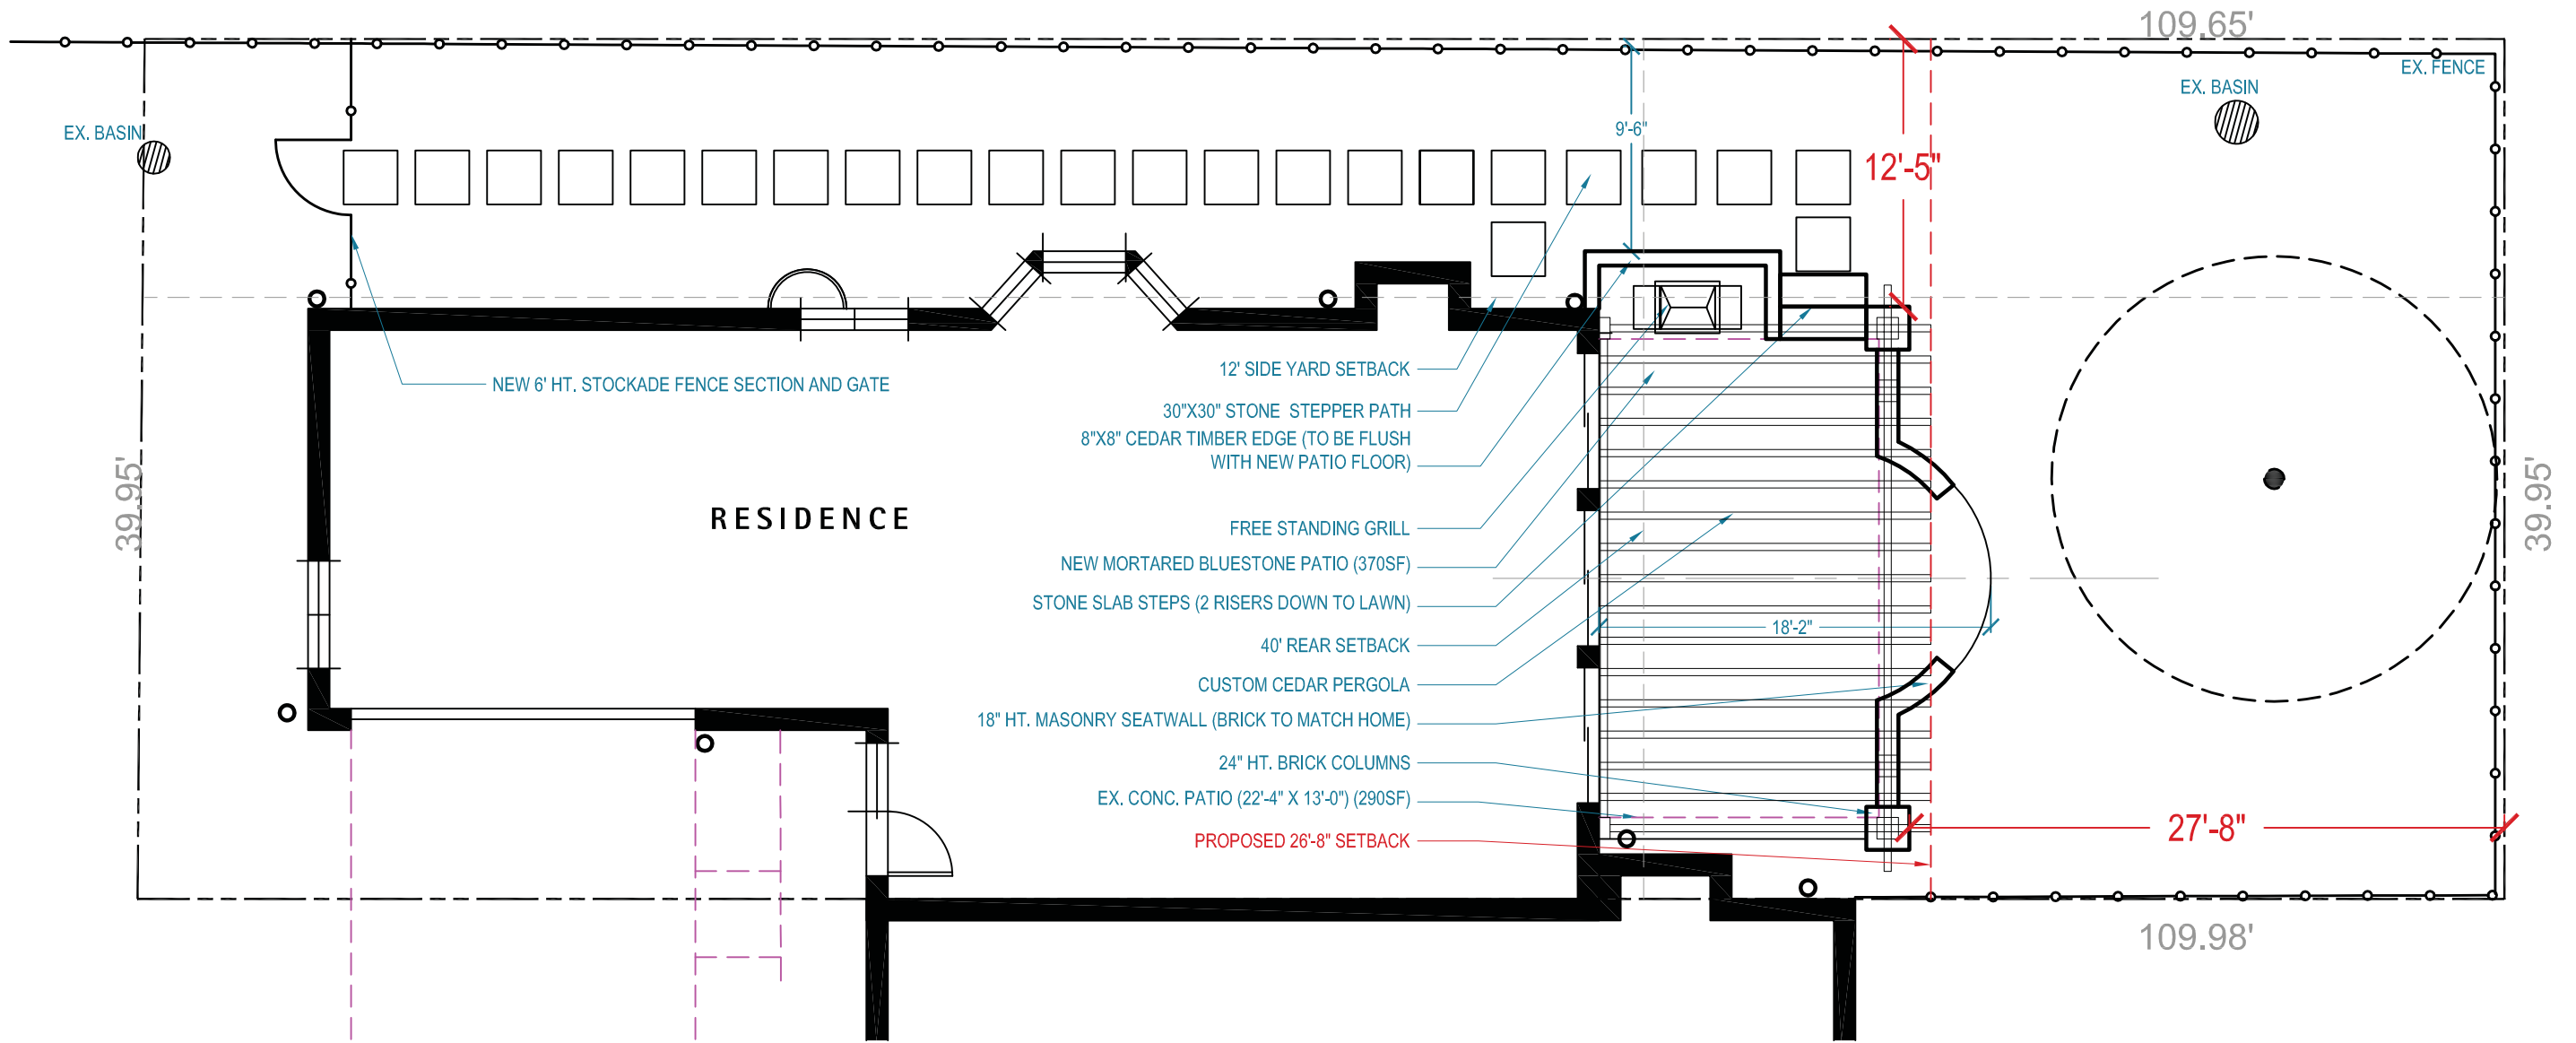 109.65'
EX. FENCE
EX. BASIN
EX. BASIN
9'-6"
12'-5"
12' SIDE YARD SETBACK
NEW 6' HT. STOCKADE FENCE SECTION AND GATE
30"X30" STONE STEPPER PATH
8"X8" CEDAR TIMBER EDGE (TO BE FLUSH
WITH NEW PATIO FLOOR)
39.95'
39.95'
RESIDENCE
FREE STANDING GRILL
NEW MORTARED BLUESTONE PATIO (370SF)
STONE SLAB STEPS (2 RISERS DOWN TO LAWN)
18'-2"
40' REAR SETBACK
CUSTOM CEDAR PERGOLA
18" HT. MASONRY SEATWALL (BRICK TO MATCH HOME)
24" HT. BRICK COLUMNS
EX. CONC. PATIO (22'-4" X 13'-0") (290SF)
27'-8"
PROPOSED 26'-8" SETBACK
109.98'